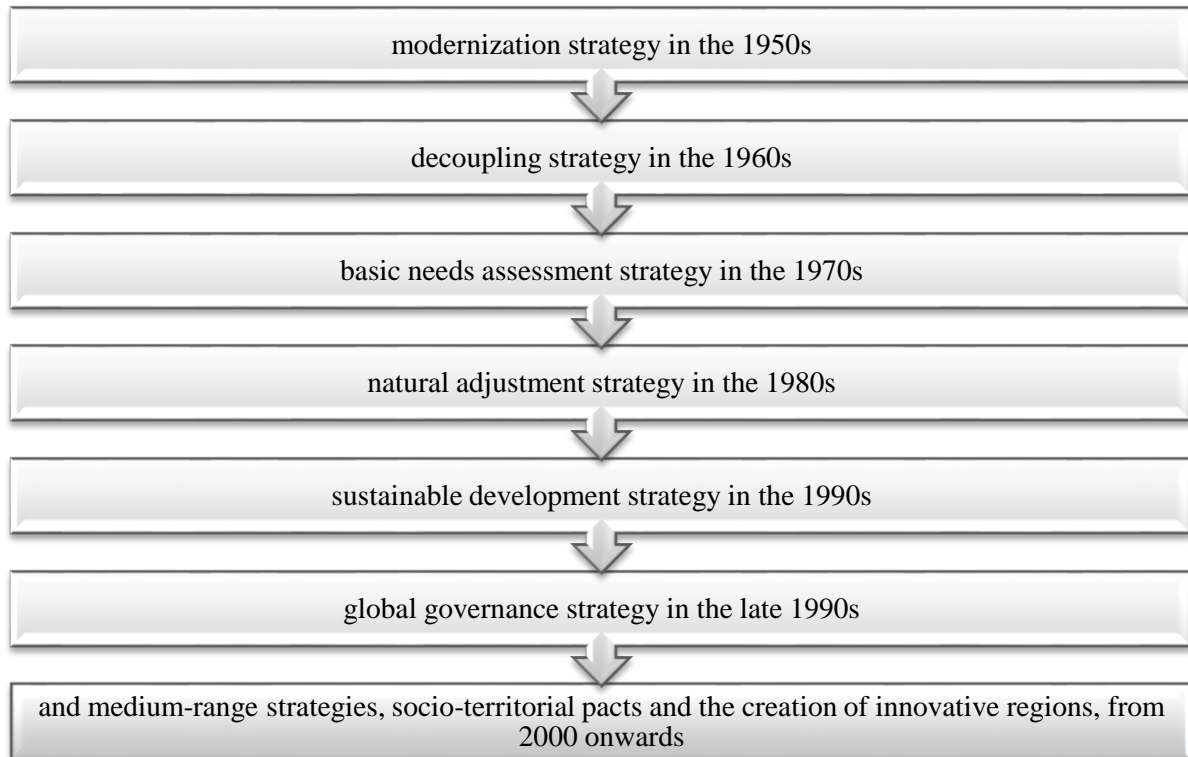 modernization strategy in the 1950s
decoupling strategy in the 1960s
basic needs assessment strategy in the 1970s
natural adjustment strategy in the 1980s
sustainable development strategy in the 1990s
global governance strategy in the late 1990s
and medium-range strategies, socio-territorial pacts and the creation of innovative regions, from
2000 onwards